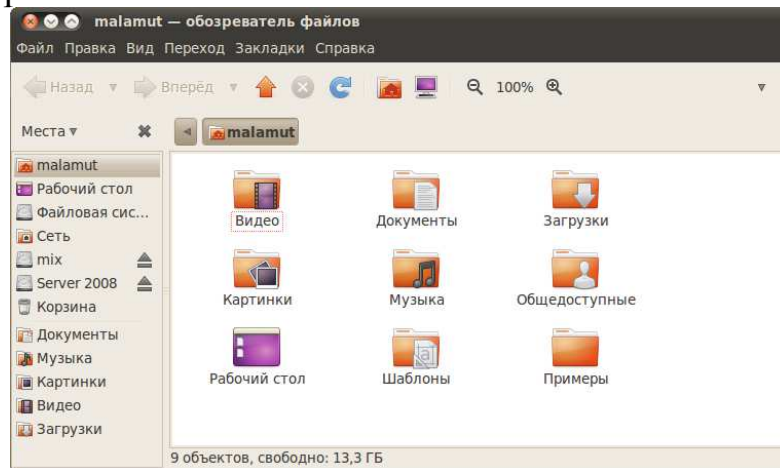 malamut — обозреватель файлов
Файл Правка Вид Переход Закладки Справка
Назад Вперёд 100%
Места malamut
malamut
Рабочий стол
Файловая сис...
Сеть
mix
Server 2008
Корзина
Документы
Музыка
Картинки
Видео
Загрузки
Видео Документы Загрузки
Картинки Музыка Общедоступные
Рабочий стол Шаблоны Примеры
9 объектов, свободно: 13,3 ГБ